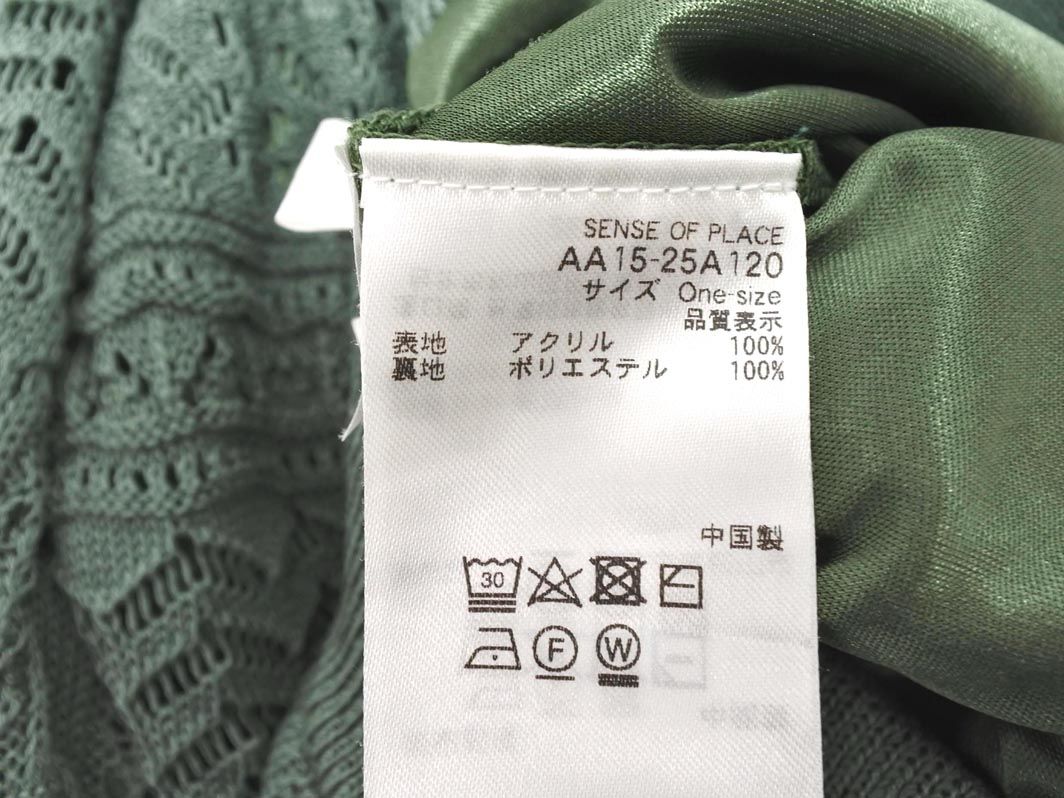 SENSE OF PLACE
AA15-25A120
サイズ One-size
品質表示
表地 アクリル 100%
裏地 ポリエステル 100%
中国製
30
F W